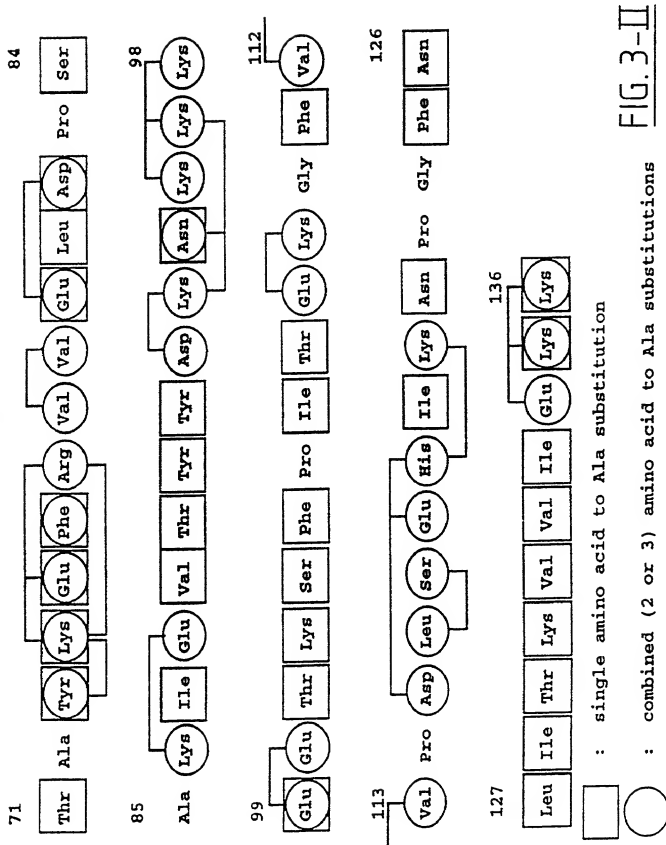 71 84
Thr Ala Tyr Lys Glu Phe Arg Val Val Glu Leu Asp Pro Ser
85 98
Ala Lys Ile Glu Val Thr Tyr Tyr Asp Lys Asn Lys Lys Lys
99 112
Glu Glu Thr Lys Ser Phe Pro Ile Thr Glu Lys Gly Phe Val
113 126
Val Pro Asp Leu Ser Glu His Ile Lys Asn Pro Gly Phe Asn
127 136
Leu Ile Thr Lys Val Val Ile Glu Lys Lys
: single amino acid to Ala substitution
: combined (2 or 3) amino acid to Ala substitutions
FIG. 3-II